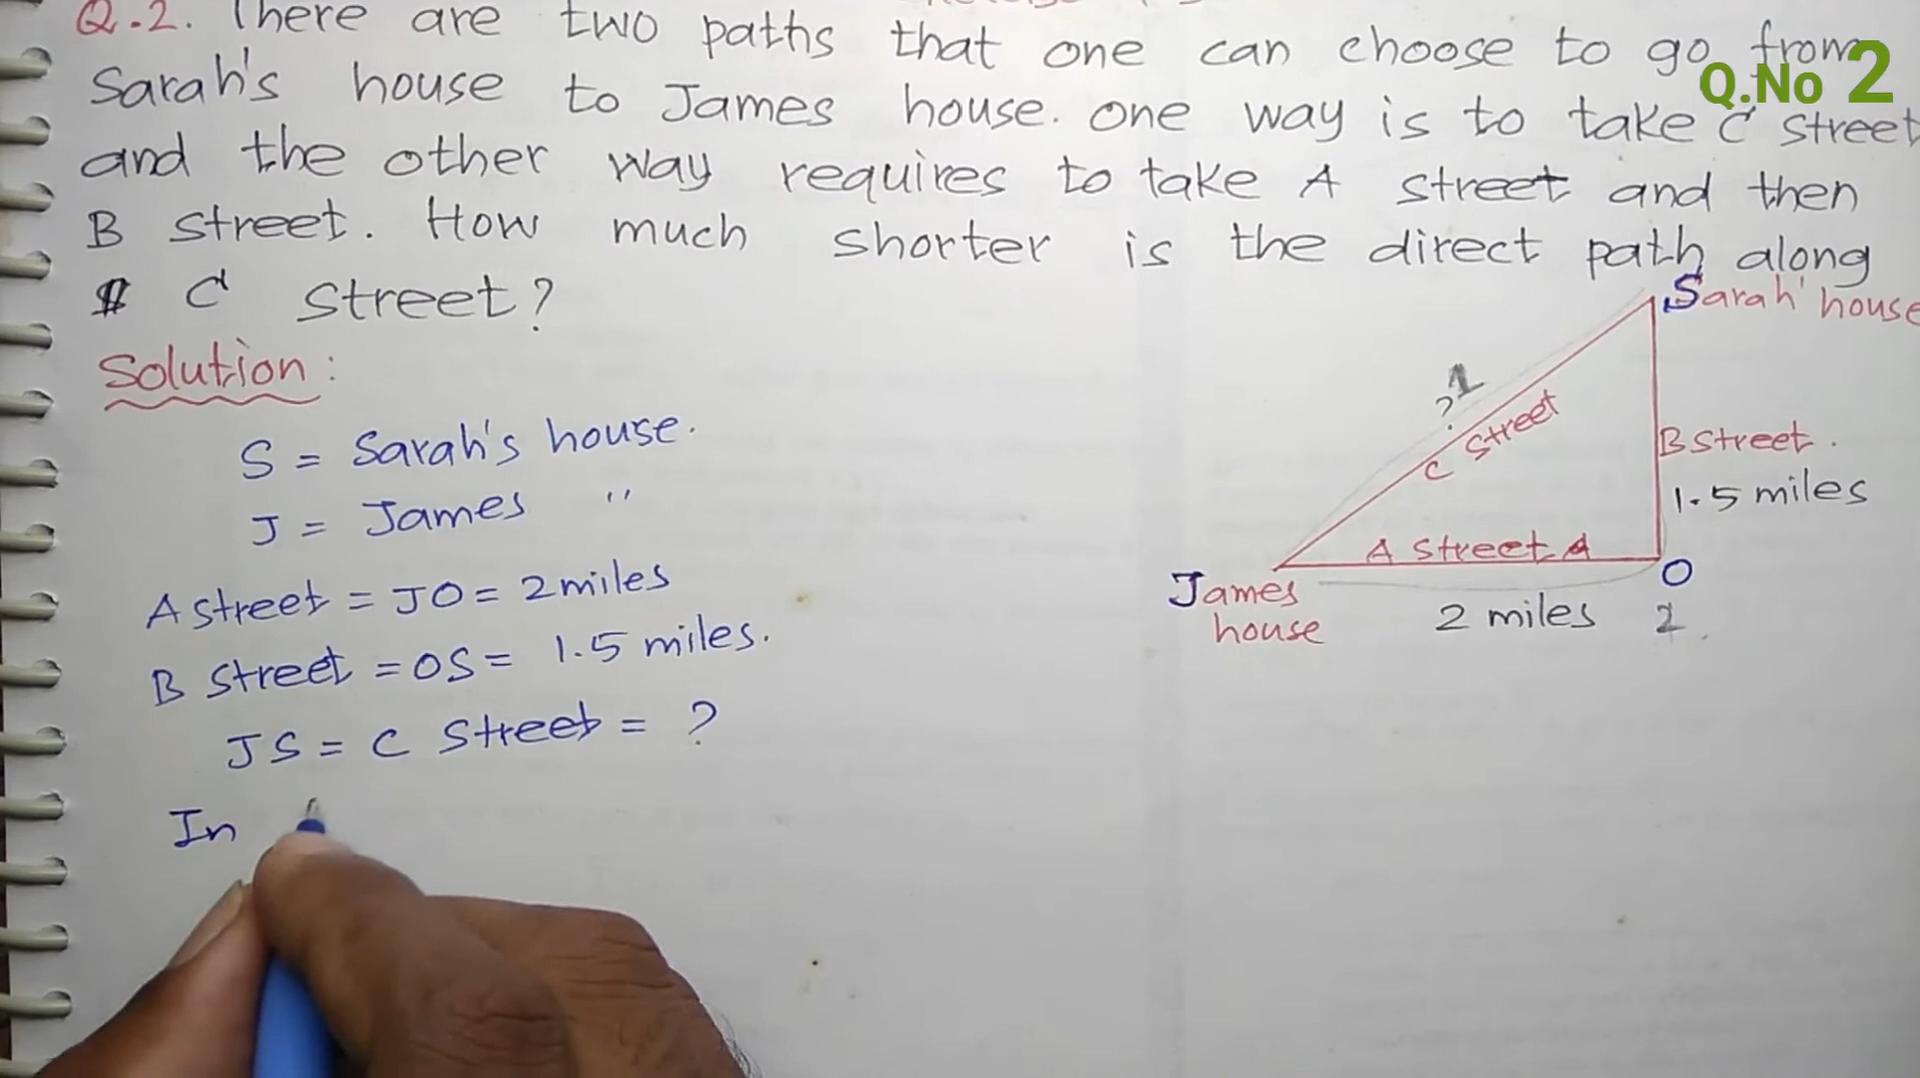 Q.2. There are two paths that one can choose to go from
Q.No 2
Sarah's house to James house. one way is to take C street
and the other way requires to take A street and then
B street. How much shorter is the direct path along
C street?
Sarah' house
Solution:
?
C Street
S = Sarah's house.
B Street.
J = James "
1.5 miles
A Street
A street = JO = 2 miles
James
house
O
2 miles
B Street = OS = 1.5 miles.
JS = C Street = ?
In